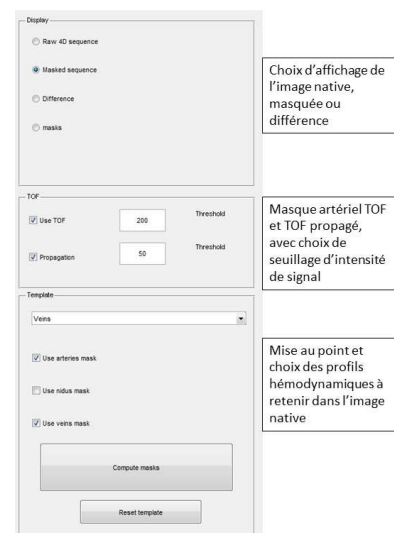 Display
Raw 4D sequence
Masked sequence
Difference
masks
Choix d'affichage de
l'image native,
masquée ou
différence
TOF
Use TOF
200
Threshold
Propagation
50
Threshold
Masque artériel TOF
et TOF propagé,
avec choix de
seuillage d'intensité
de signal
Template
Veins
Use arteries mask
Use nidus mask
Use veins mask
Compute masks
Reset template
Mise au point et
choix des profils
hémodynamiques à
retenir dans l'image
native